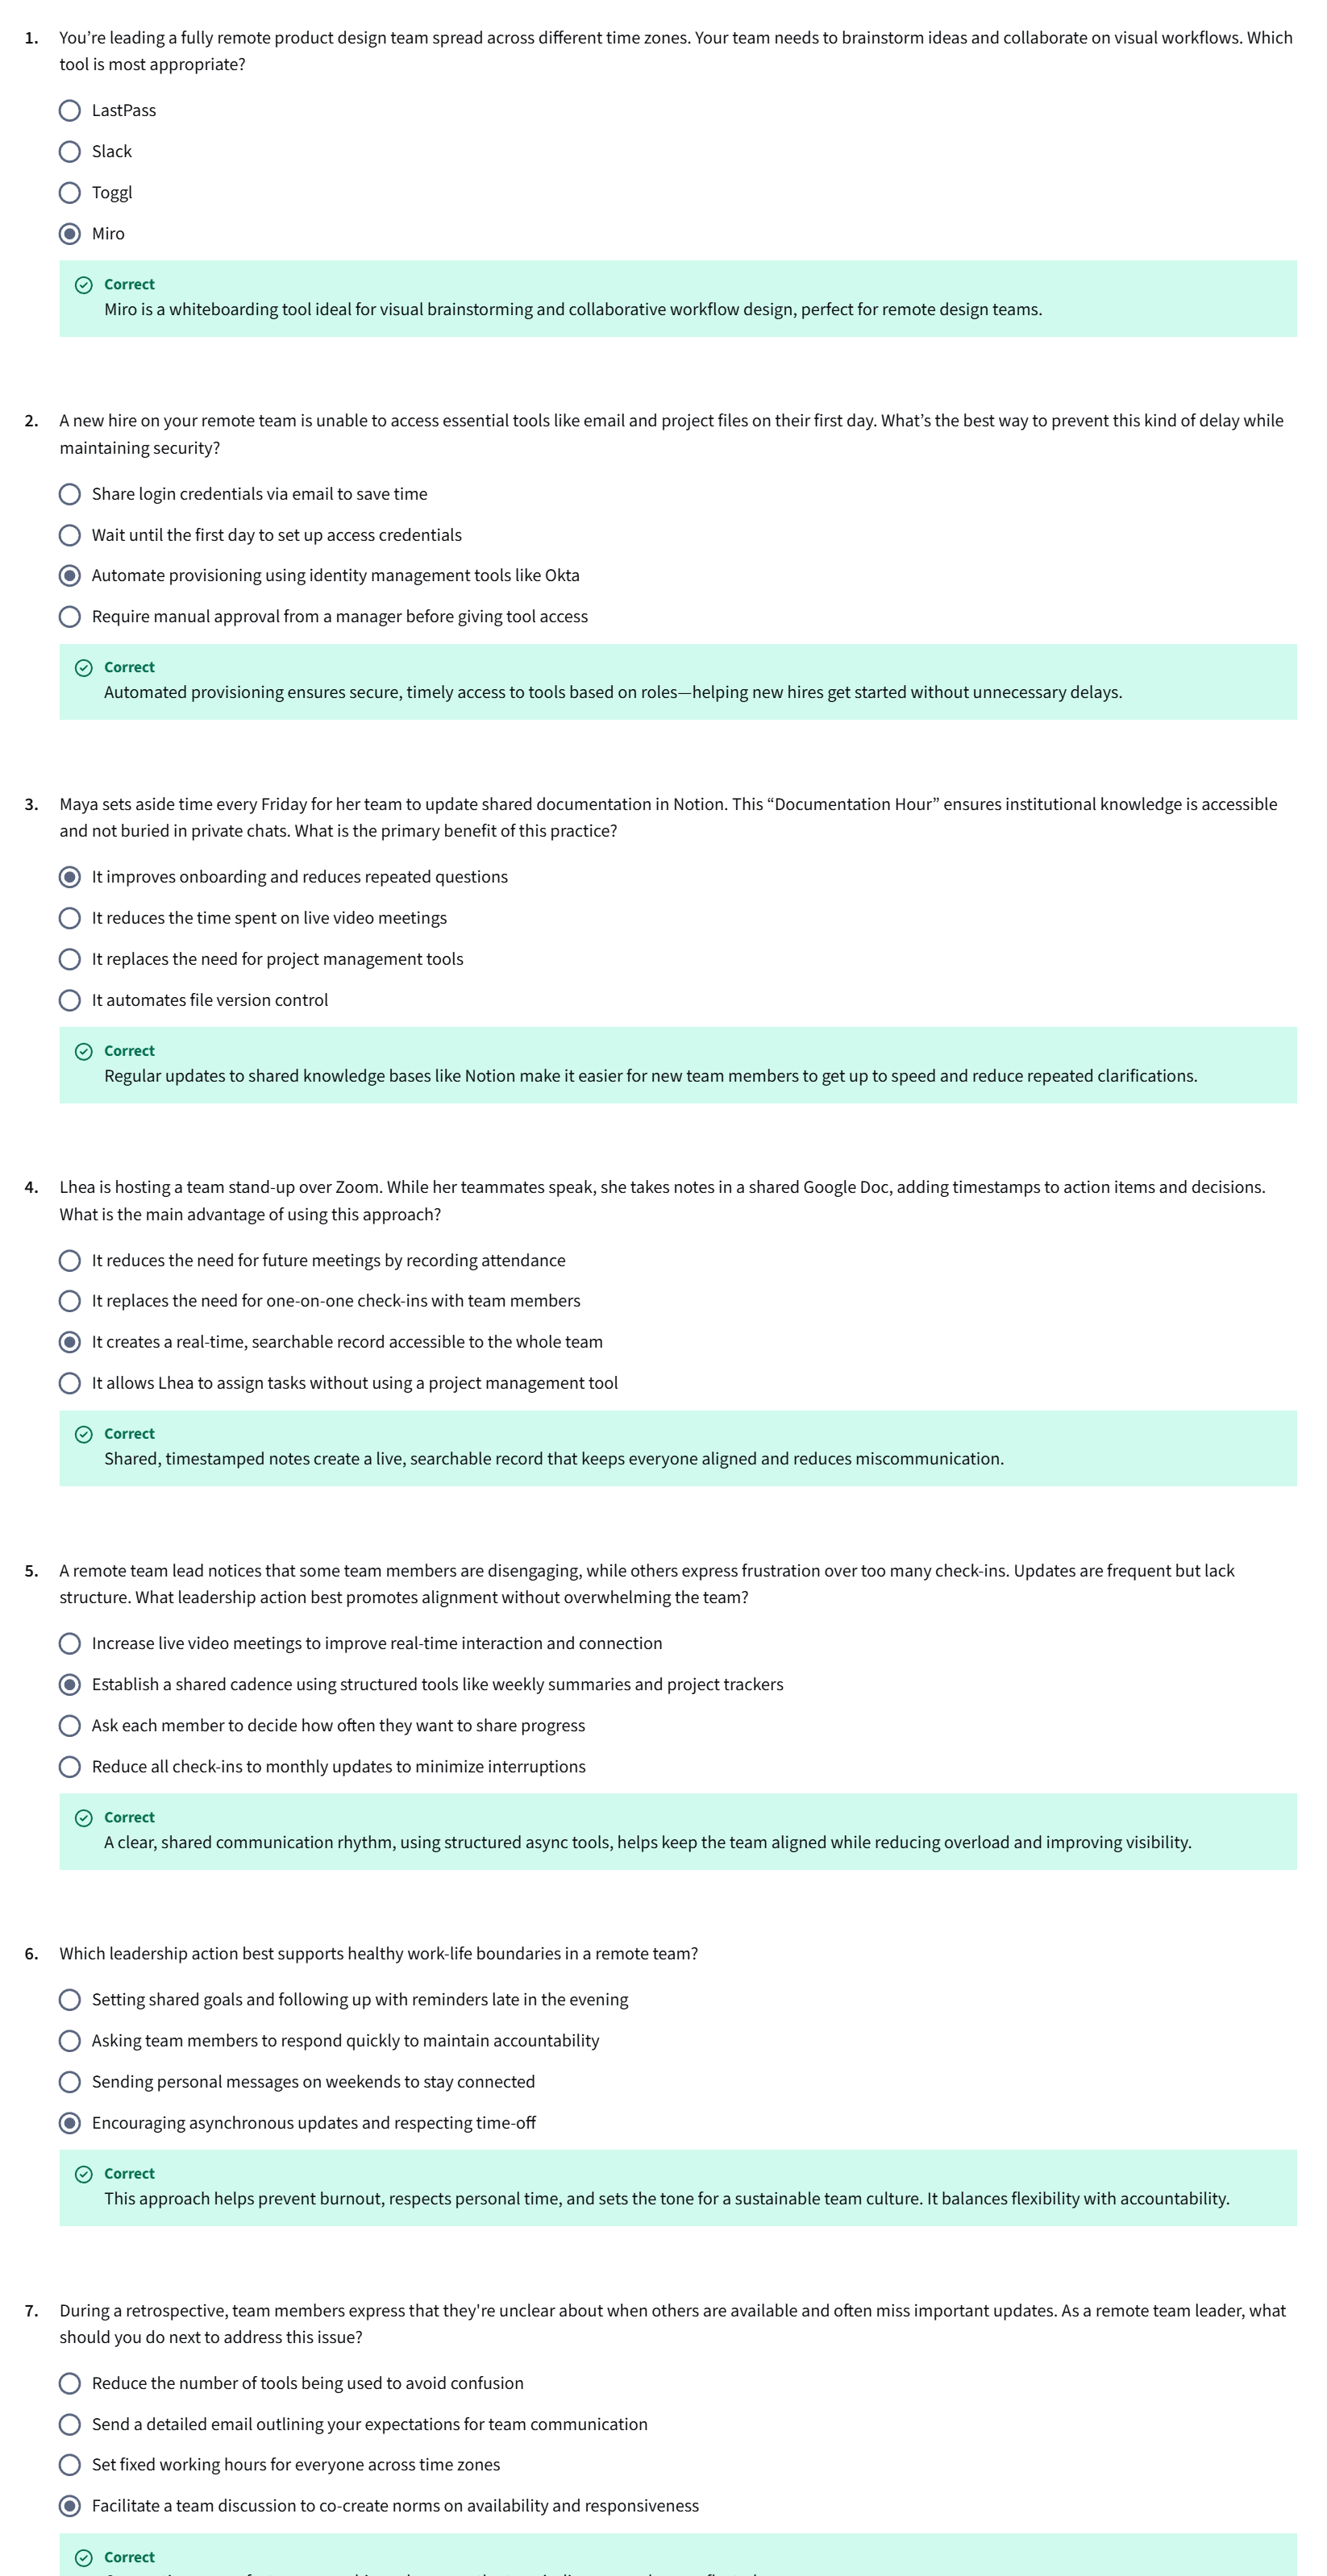 1. You’re leading a fully remote product design team spread across different time zones. Your team needs to brainstorm ideas and collaborate on visual workflows. Which
tool is most appropriate?
LastPass
Slack
Toggl
Miro
Correct
Miro is a whiteboarding tool ideal for visual brainstorming and collaborative workflow design, perfect for remote design teams.
2. A new hire on your remote team is unable to access essential tools like email and project files on their first day. What’s the best way to prevent this kind of delay while
maintaining security?
Share login credentials via email to save time
Wait until the first day to set up access credentials
Automate provisioning using identity management tools like Okta
Require manual approval from a manager before giving tool access
Correct
Automated provisioning ensures secure, timely access to tools based on roles—helping new hires get started without unnecessary delays.
3. Maya sets aside time every Friday for her team to update shared documentation in Notion. This “Documentation Hour” ensures institutional knowledge is accessible
and not buried in private chats. What is the primary benefit of this practice?
It improves onboarding and reduces repeated questions
It reduces the time spent on live video meetings
It replaces the need for project management tools
It automates file version control
Correct
Regular updates to shared knowledge bases like Notion make it easier for new team members to get up to speed and reduce repeated clarifications.
4. Lhea is hosting a team stand-up over Zoom. While her teammates speak, she takes notes in a shared Google Doc, adding timestamps to action items and decisions.
What is the main advantage of using this approach?
It reduces the need for future meetings by recording attendance
It replaces the need for one-on-one check-ins with team members
It creates a real-time, searchable record accessible to the whole team
It allows Lhea to assign tasks without using a project management tool
Correct
Shared, timestamped notes create a live, searchable record that keeps everyone aligned and reduces miscommunication.
5. A remote team lead notices that some team members are disengaging, while others express frustration over too many check-ins. Updates are frequent but lack
structure. What leadership action best promotes alignment without overwhelming the team?
Increase live video meetings to improve real-time interaction and connection
Establish a shared cadence using structured tools like weekly summaries and project trackers
Ask each member to decide how often they want to share progress
Reduce all check-ins to monthly updates to minimize interruptions
Correct
A clear, shared communication rhythm, using structured async tools, helps keep the team aligned while reducing overload and improving visibility.
6. Which leadership action best supports healthy work-life boundaries in a remote team?
Setting shared goals and following up with reminders late in the evening
Asking team members to respond quickly to maintain accountability
Sending personal messages on weekends to stay connected
Encouraging asynchronous updates and respecting time-off
Correct
This approach helps prevent burnout, respects personal time, and sets the tone for a sustainable team culture. It balances flexibility with accountability.
7. During a retrospective, team members express that they're unclear about when others are available and often miss important updates. As a remote team leader, what
should you do next to address this issue?
Reduce the number of tools being used to avoid confusion
Send a detailed email outlining your expectations for team communication
Set fixed working hours for everyone across time zones
Facilitate a team discussion to co-create norms on availability and responsiveness
Correct